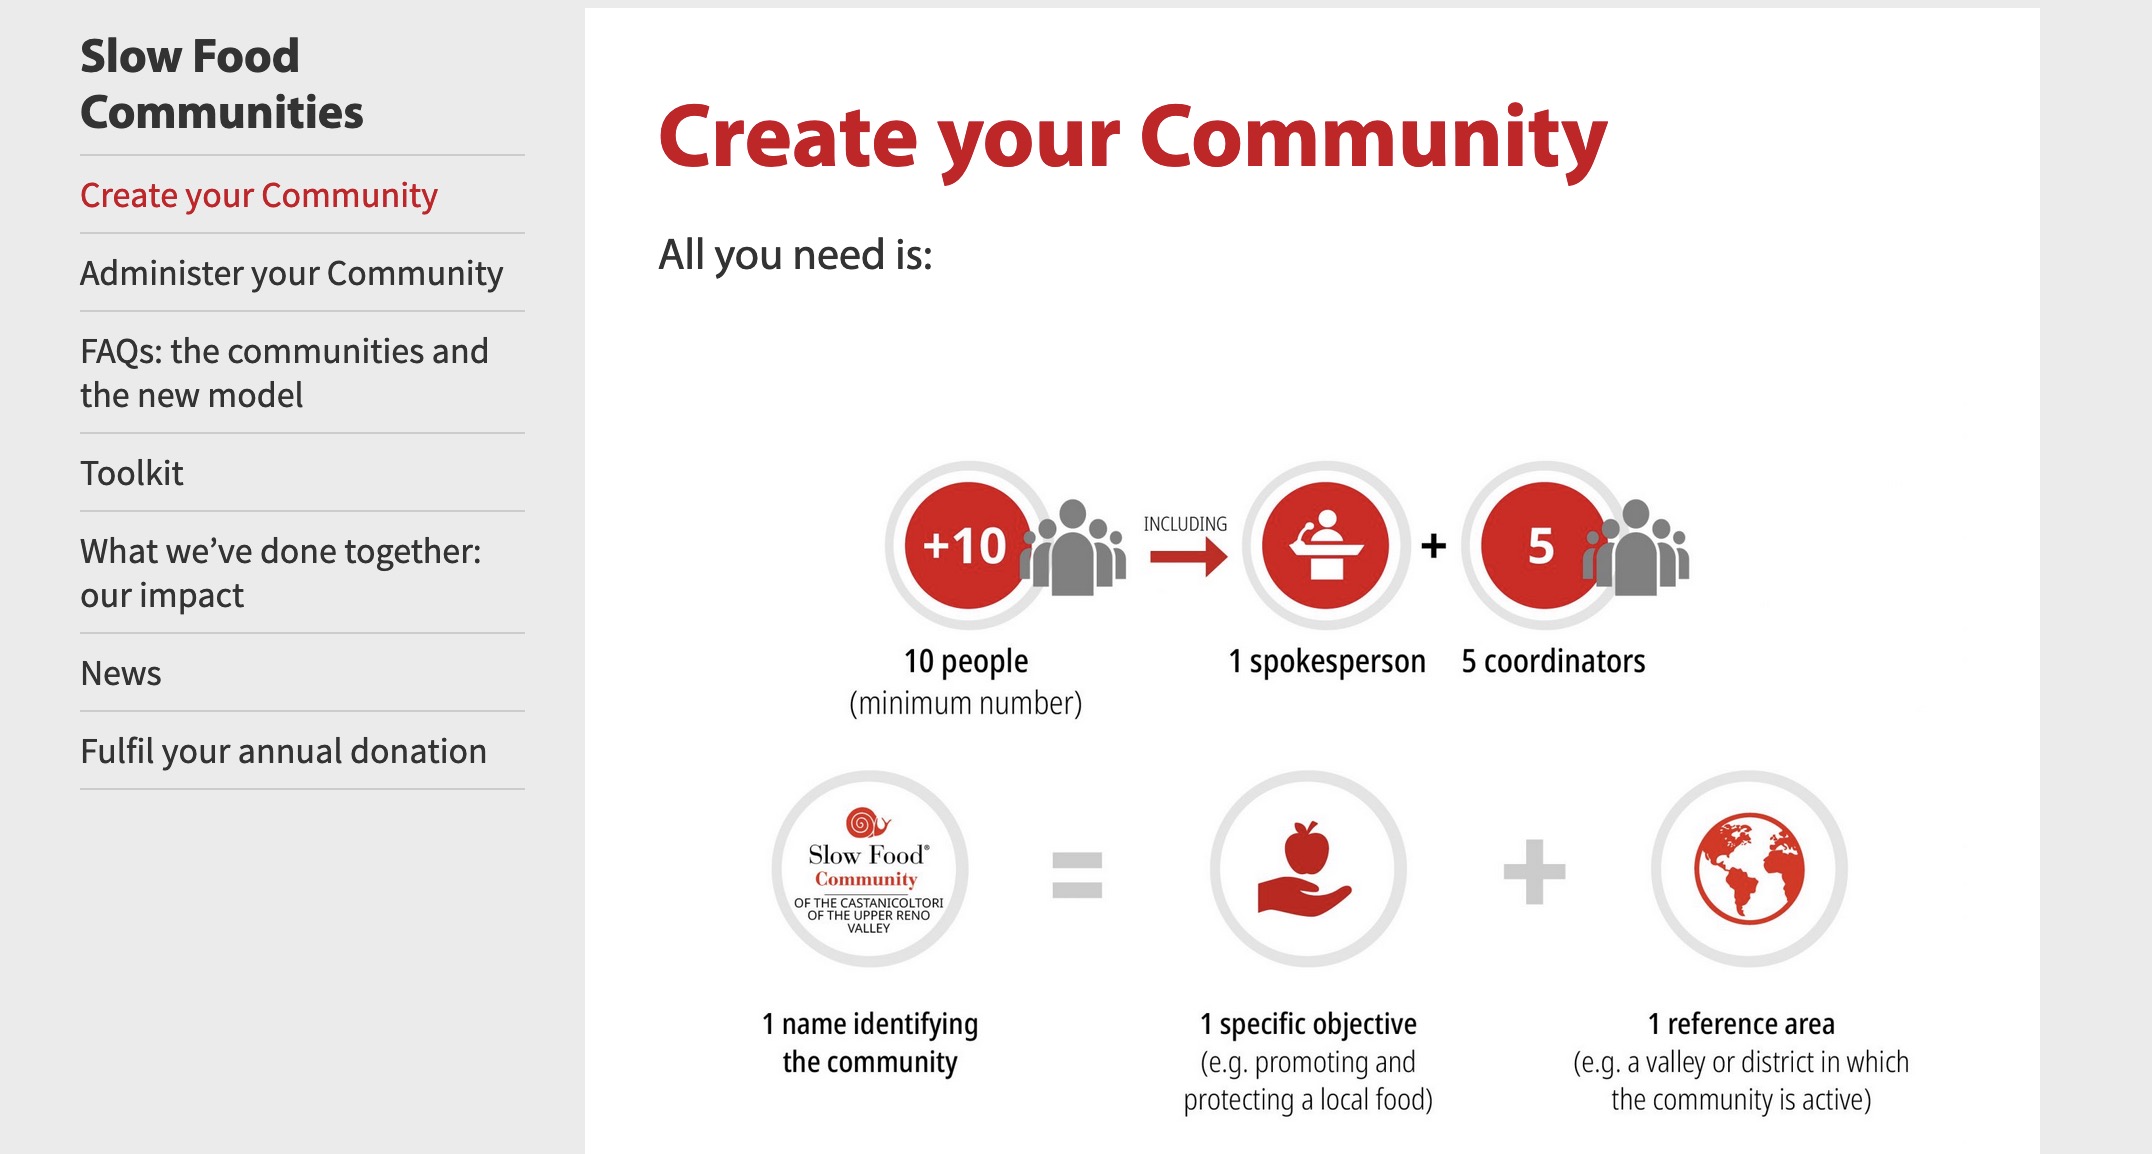 Slow Food
Communities
Create your Community
Administer your Community
FAQs: the communities and
the new model
Toolkit
What we’ve done together:
our impact
News
Fulfil your annual donation
Create your Community
All you need is:
+10
INCLUDING
+
5
10 people
(minimum number)
1 spokesperson
5 coordinators
Slow Food®
Community
OF THE CASTANICOLTORI
OF THE UPPER RENO
VALLEY
=
+
1 name identifying
the community
1 specific objective
(e.g. promoting and
protecting a local food)
1 reference area
(e.g. a valley or district in which
the community is active)